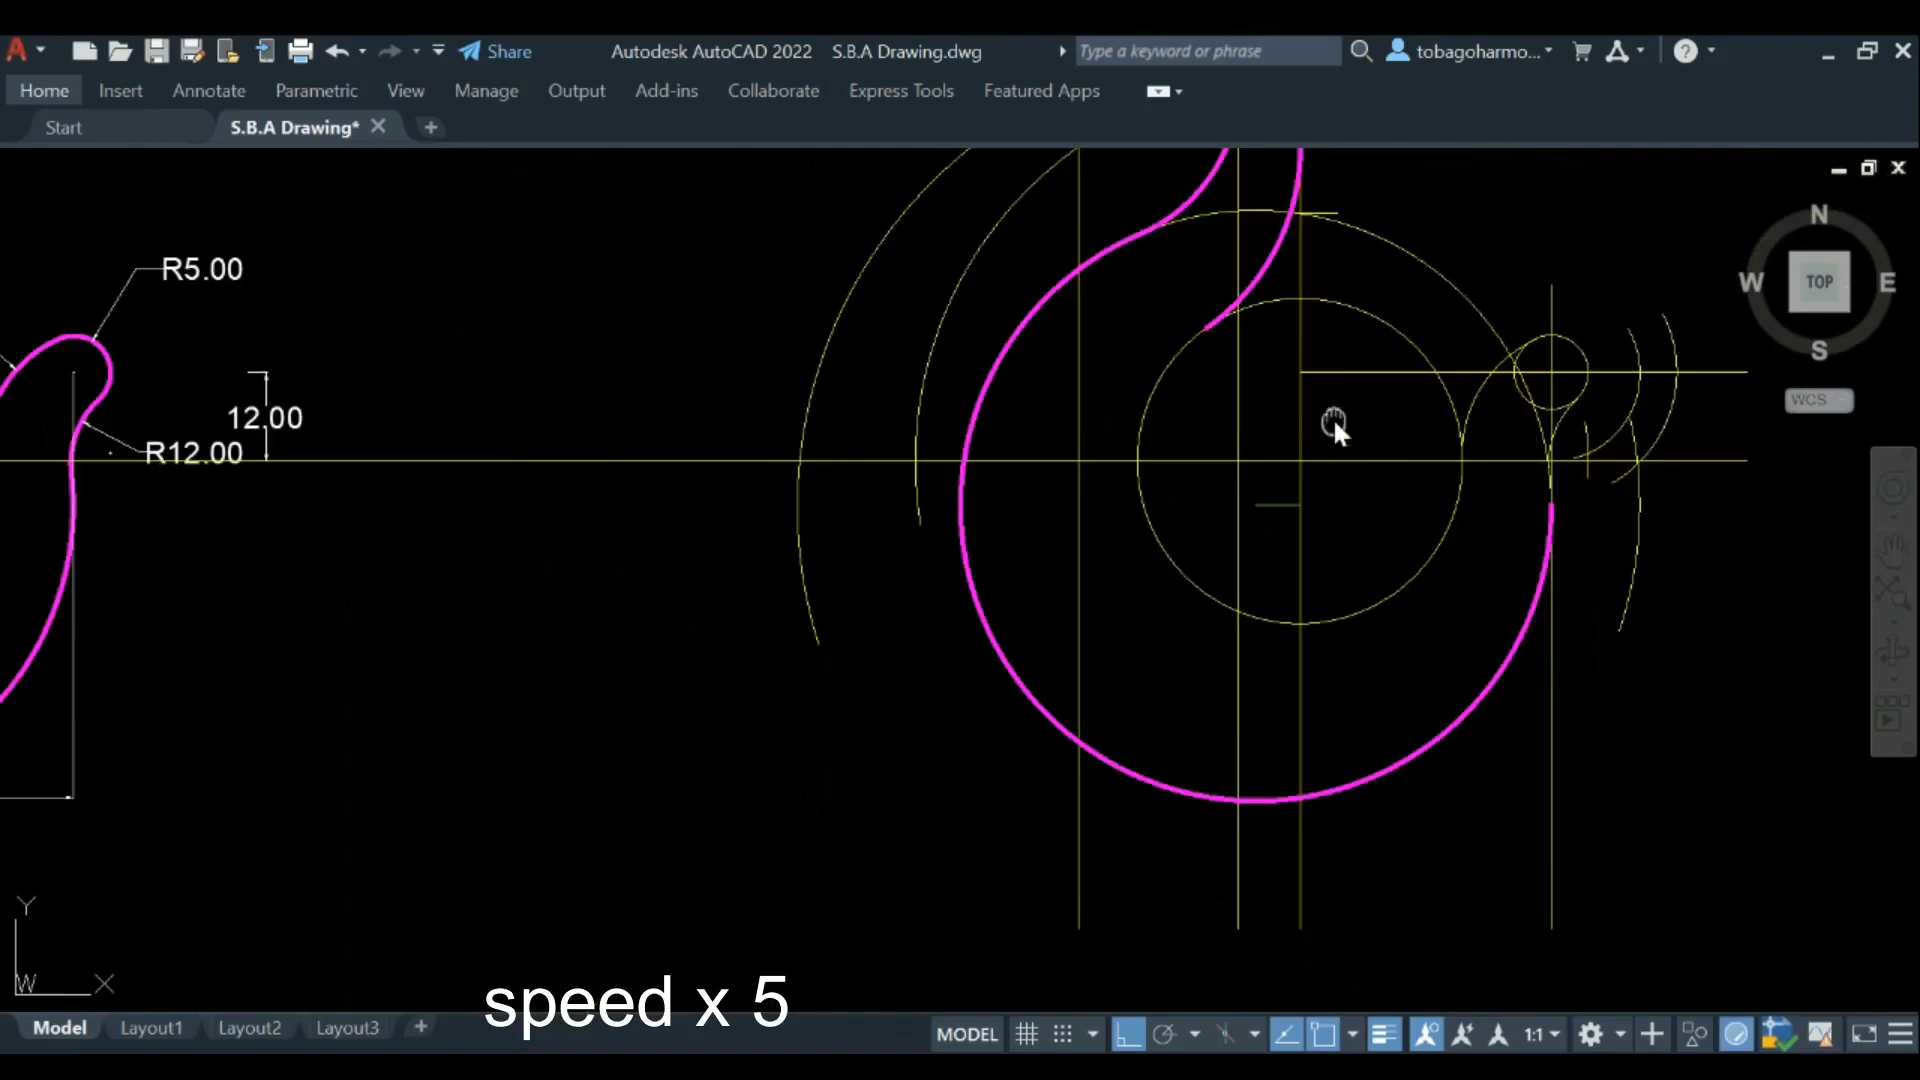 Share
Autodesk AutoCAD 2022 S.B.A Drawing.dwg
Type a keyword or phrase
tobagoharmo...
Home Insert Annotate Parametric View Manage Output Add-ins Collaborate Express Tools Featured Apps
Start
S.B.A Drawing*
N
W
TOP
E
S
WCS
R5.00
12.00
R12.00
Y
W
X
speed x 5
Model Layout1 Layout2 Layout3
MODEL
1:1